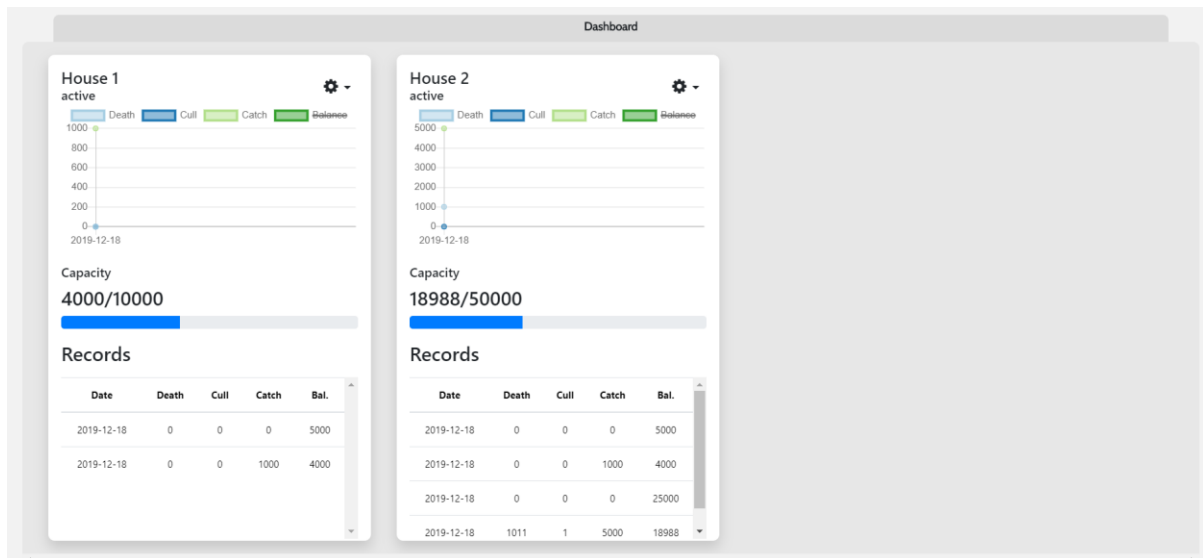 Dashboard
House 1
active
Death Cull Catch Balance
1000
800
600
400
200
0
2019-12-18
Capacity
4000/10000
Records
Date Death Cull Catch Bal.
2019-12-18 0 0 0 5000
2019-12-18 0 0 1000 4000
House 2
active
Death Cull Catch Balance
5000
4000
3000
2000
1000
0
2019-12-18
Capacity
18988/50000
Records
Date Death Cull Catch Bal.
2019-12-18 0 0 0 5000
2019-12-18 0 0 1000 4000
2019-12-18 0 0 0 25000
2019-12-18 1011 1 5000 18988